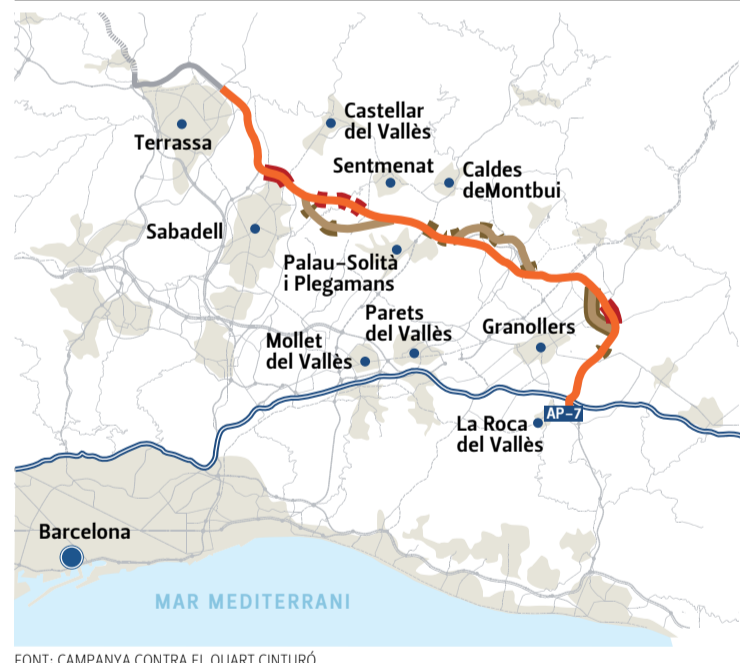 Castellar
del Vallès
Terrassa
Sentmenat
Caldes
deMontbui
Sabadell
Palau-Solità
i Plegamans
Parets
del Vallès
Granollers
Mollet
del Vallès
AP-7
La Roca
del Vallès
Barcelona
MAR MEDITERRANI
FONT: CAMPANYA CONTRA EL QUART CINTURÓ